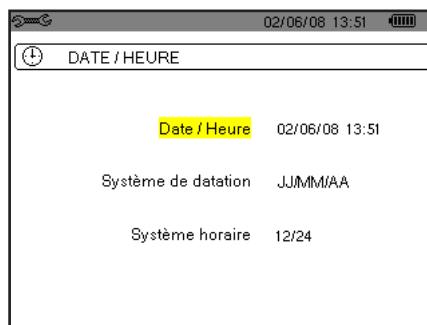 02/06/08 13:51
DATE / HEURE
Date / Heure 02/06/08 13:51
Système de datation JJ/MM/AA
Système horaire 12/24